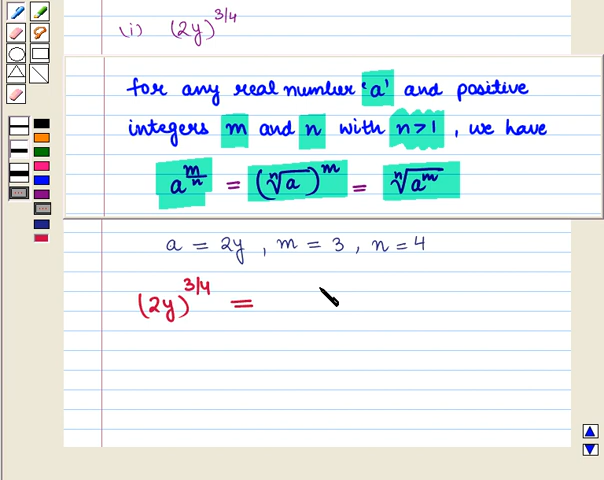 (i) (2y)^3/4
for any real number 'a' and positive
integers m and n with n>1, we have
a^m/n = (ⁿ√a)^m = ⁿ√a^m
a = 2y, m = 3, n = 4
(2y)^3/4 =